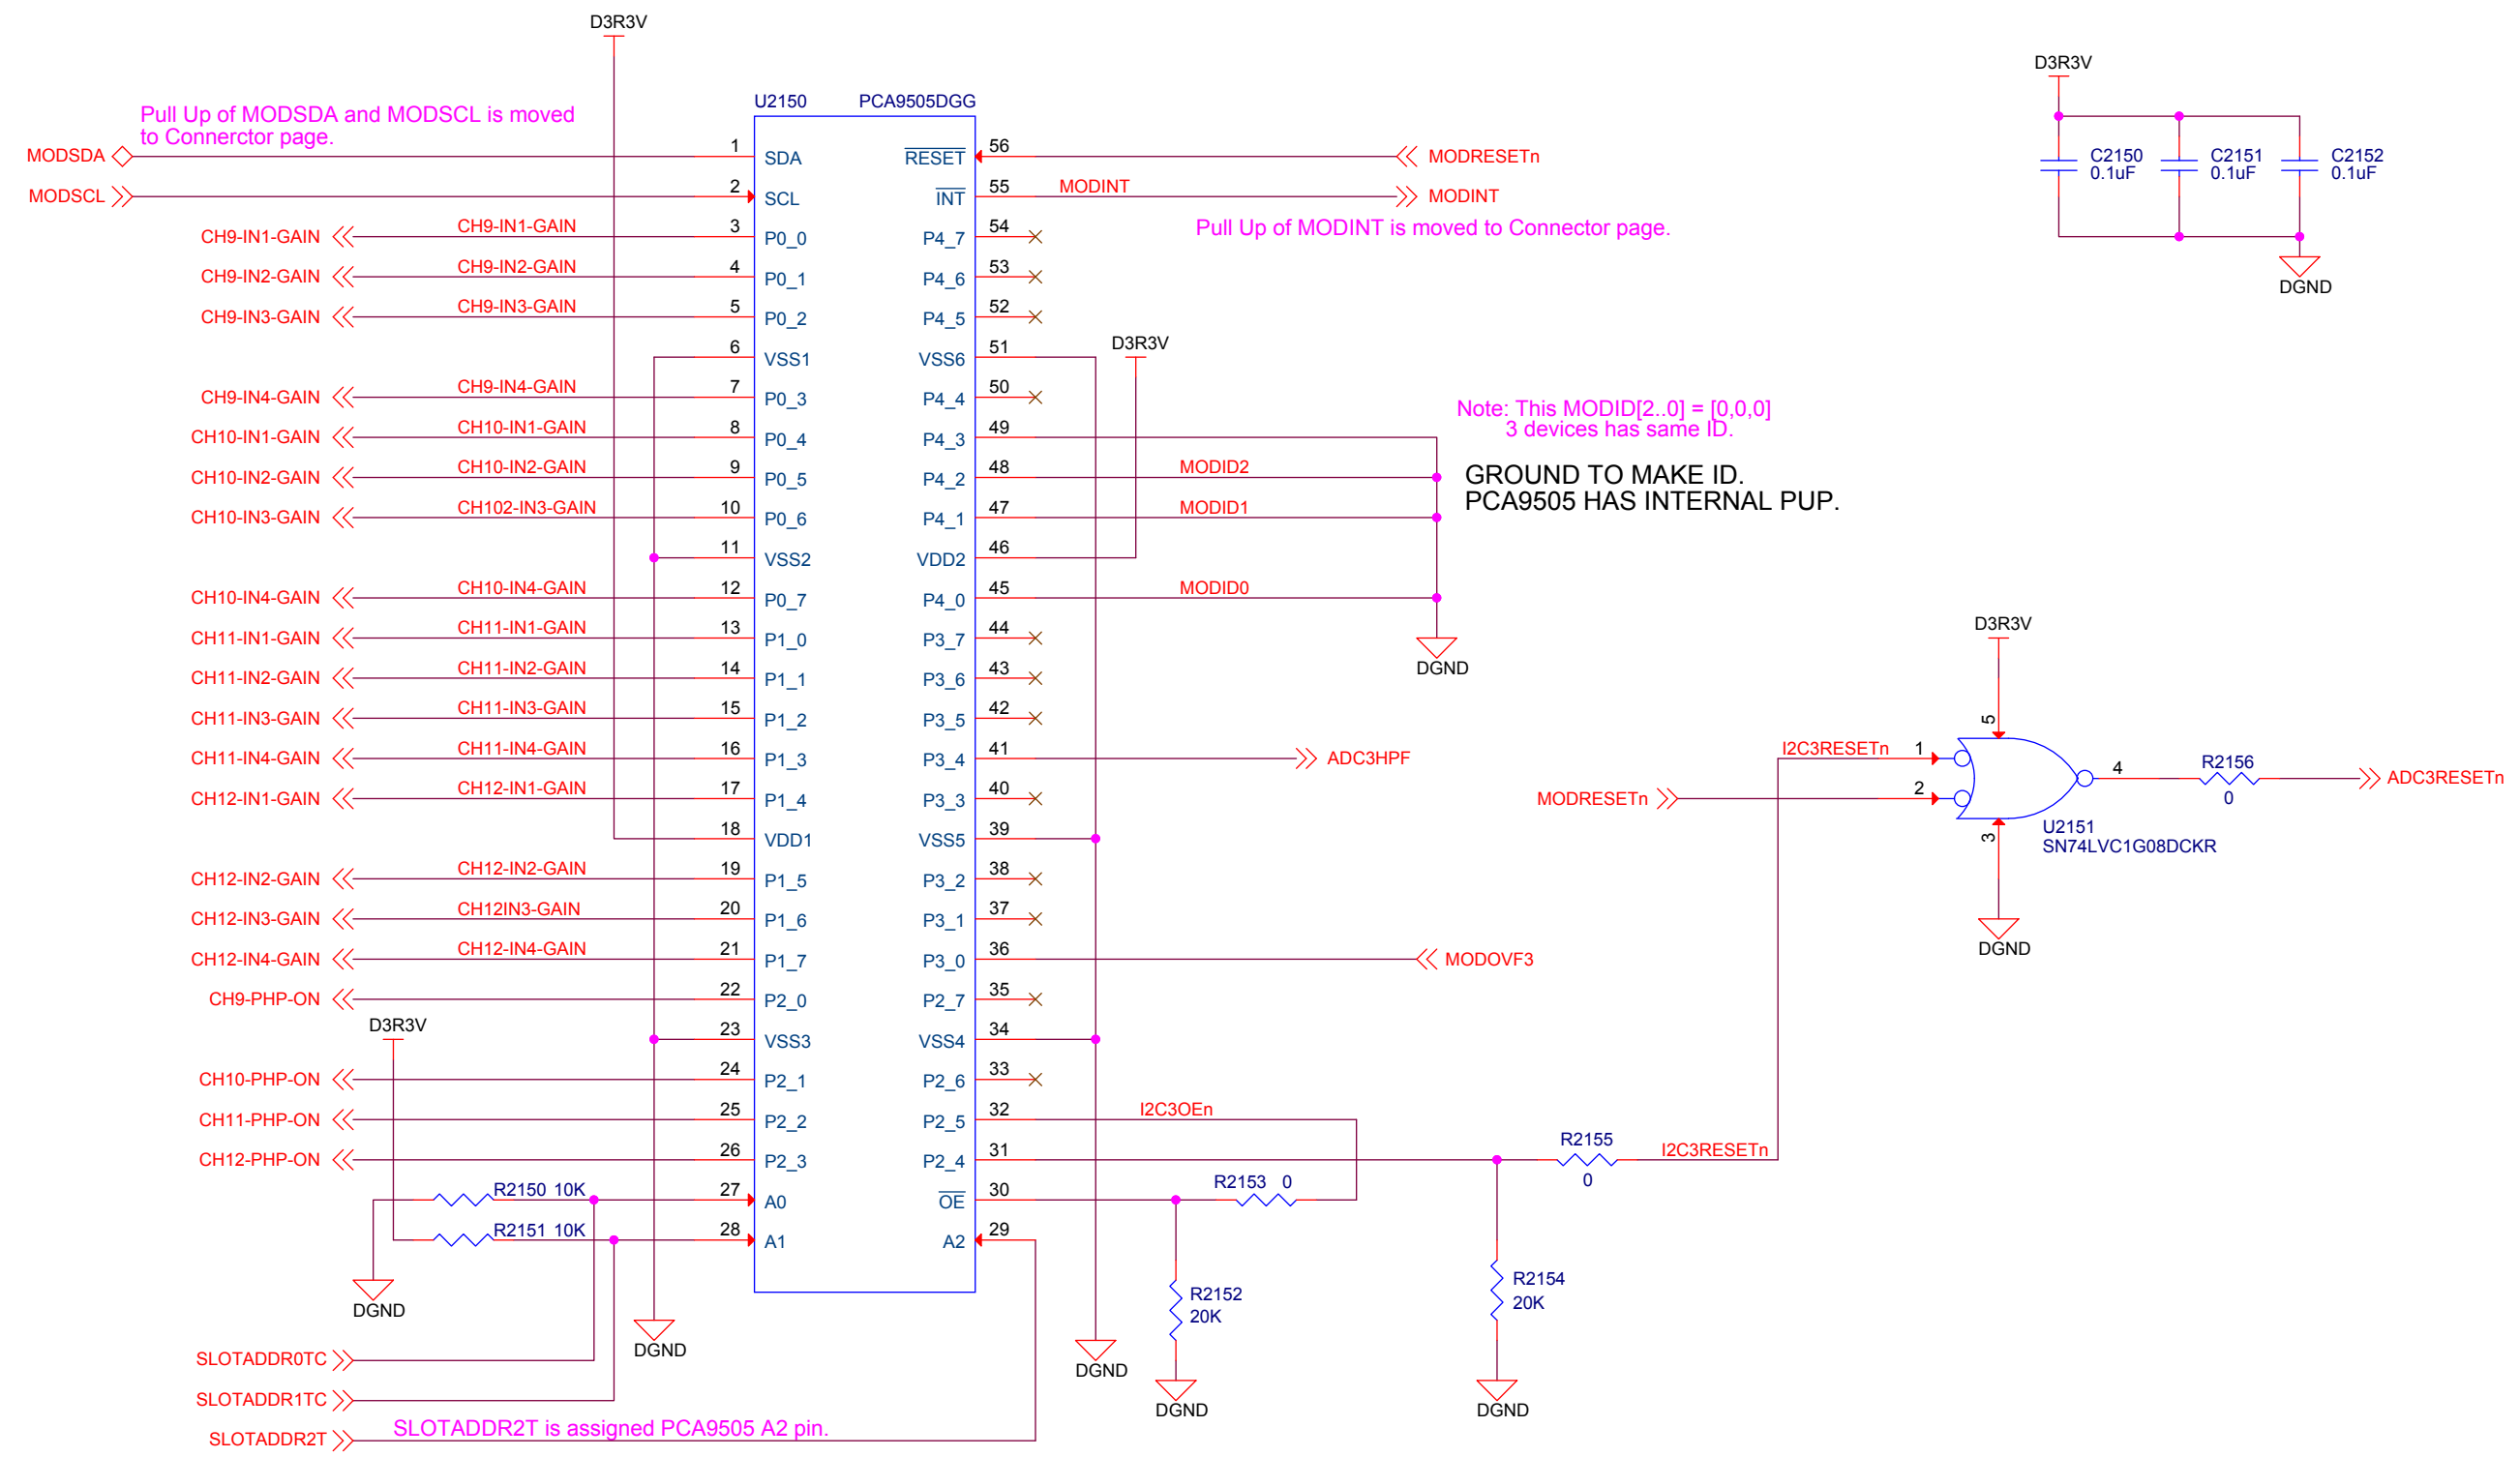 D3R3V
Pull Up of MODSDA and MODSCL is moved
to Connerctor page.
U2150 PCA9505DGG
MODSDA 1 SDA RESET 56 MODRESETn
MODSCL 2 SCL INT 55 MODINT MODINT
Pull Up of MODINT is moved to Connector page.
CH9-IN1-GAIN CH9-IN1-GAIN 3 P0_0 P4_7 54
CH9-IN2-GAIN CH9-IN2-GAIN 4 P0_1 P4_6 53
CH9-IN3-GAIN CH9-IN3-GAIN 5 P0_2 P4_5 52
6 VSS1 VSS6 51 D3R3V
CH9-IN4-GAIN CH9-IN4-GAIN 7 P0_3 P4_4 50
CH10-IN1-GAIN CH10-IN1-GAIN 8 P0_4 P4_3 49
CH10-IN2-GAIN CH10-IN2-GAIN 9 P0_5 P4_2 48 MODID2
CH10-IN3-GAIN CH102-IN3-GAIN 10 P0_6 P4_1 47 MODID1
11 VSS2 VDD2 46
CH10-IN4-GAIN CH10-IN4-GAIN 12 P0_7 P4_0 45 MODID0
CH11-IN1-GAIN CH11-IN1-GAIN 13 P1_0 P3_7 44
CH11-IN2-GAIN CH11-IN2-GAIN 14 P1_1 P3_6 43
DGND
CH11-IN3-GAIN CH11-IN3-GAIN 15 P1_2 P3_5 42
CH11-IN4-GAIN CH11-IN4-GAIN 16 P1_3 P3_4 41 ADC3HPF
CH12-IN1-GAIN CH12-IN1-GAIN 17 P1_4 P3_3 40
18 VDD1 VSS5 39
CH12-IN2-GAIN CH12-IN2-GAIN 19 P1_5 P3_2 38
CH12-IN3-GAIN CH12IN3-GAIN 20 P1_6 P3_1 37
CH12-IN4-GAIN CH12-IN4-GAIN 21 P1_7 P3_0 36 MODOVF3
CH9-PHP-ON 22 P2_0 P2_7 35
D3R3V
23 VSS3 VSS4 34
CH10-PHP-ON 24 P2_1 P2_6 33
CH11-PHP-ON 25 P2_2 P2_5 32 I2C3OEn
CH12-PHP-ON 26 P2_3 P2_4 31
R2150 10K 27 A0 OE 30 R2153 0
R2151 10K 28 A1 A2 29
DGND
DGND
SLOTADDR0TC
SLOTADDR1TC
SLOTADDR2T
SLOTADDR2T is assigned PCA9505 A2 pin.
DGND
R2152
20K
DGND
R2154
20K
DGND
R2155
0
I2C3RESETn
Note: This MODID[2..0] = [0,0,0]
3 devices has same ID.
GROUND TO MAKE ID.
PCA9505 HAS INTERNAL PUP.
D3R3V
C2150
0.1uF
C2151
0.1uF
C2152
0.1uF
DGND
D3R3V
5
I2C3RESETn 1
MODRESETn 2
4
R2156
0
ADC3RESETn
3
U2151
SN74LVC1G08DCKR
DGND